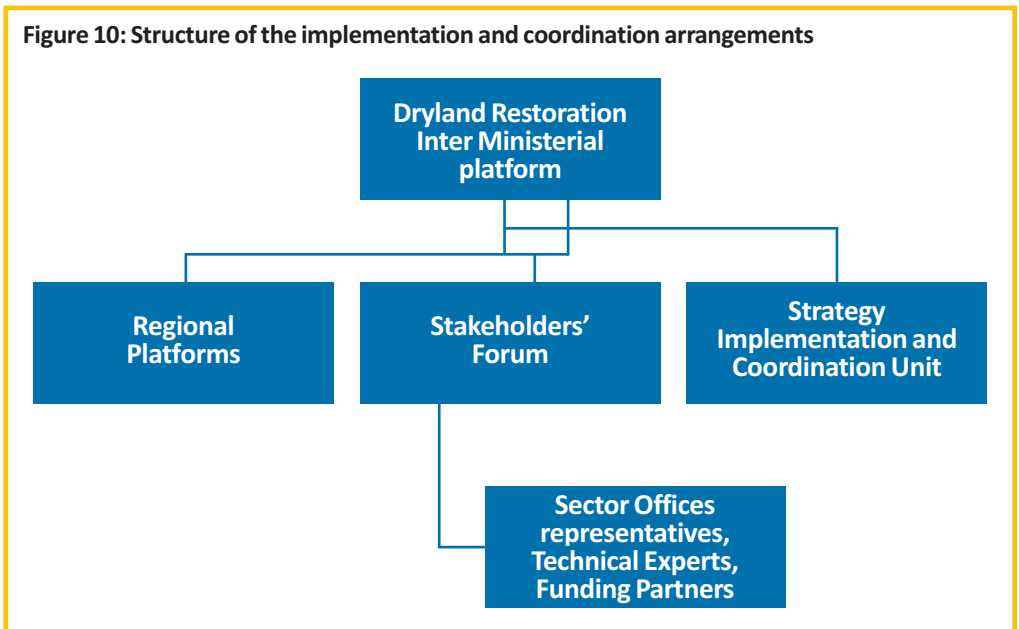 Figure 10: Structure of the implementation and coordination arrangements
Dryland Restoration
Inter Ministerial
platform
Regional
Platforms
Stakeholders’
Forum
Strategy
Implementation and
Coordination Unit
Sector Offices
representatives,
Technical Experts,
Funding Partners